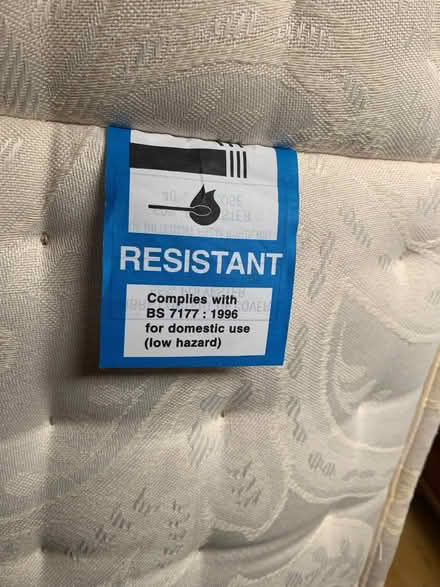 RESISTANT
Complies with
BS 7177 : 1996
for domestic use
(low hazard)